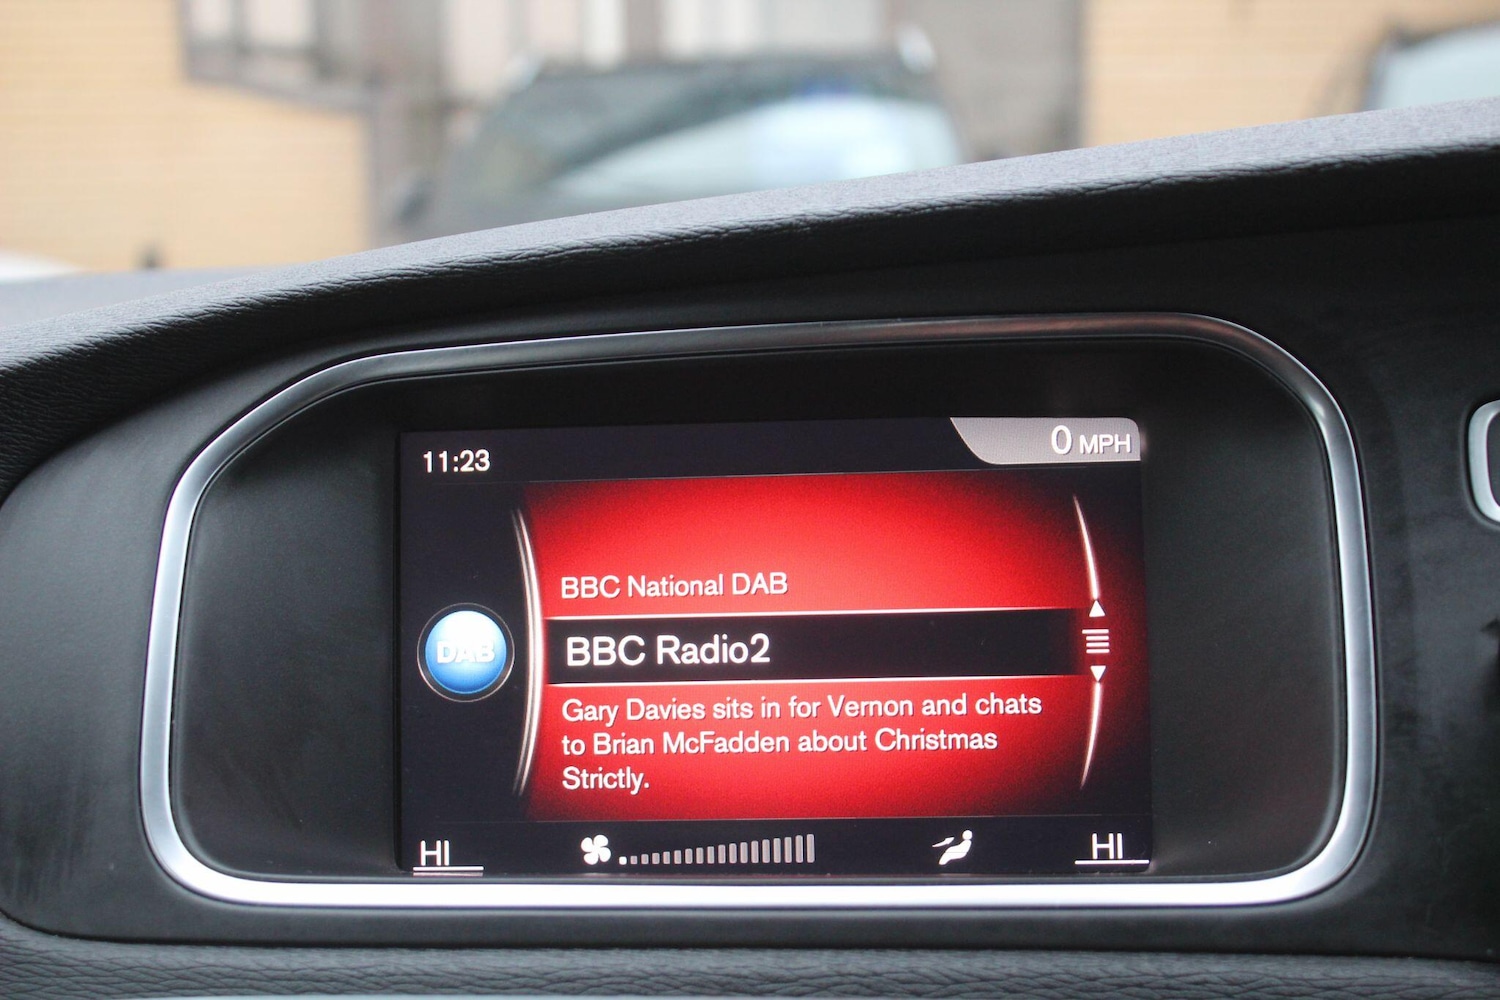 11:23
0 MPH
BBC National DAB
DAB
BBC Radio2
Gary Davies sits in for Vernon and chats
to Brian McFadden about Christmas
Strictly.
HI
HI